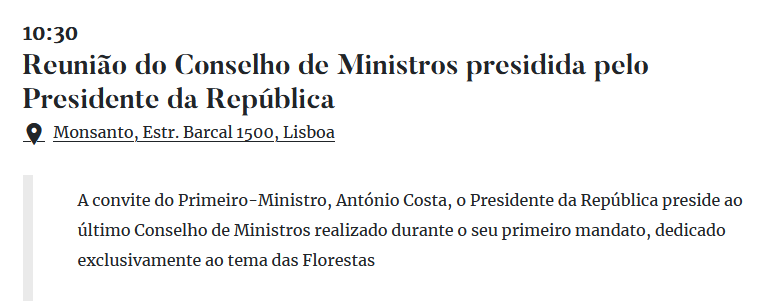 10:30
Reunião do Conselho de Ministros presidida pelo
Presidente da República
Monsanto, Estr. Barcal 1500, Lisboa
A convite do Primeiro-Ministro, António Costa, o Presidente da República preside ao
último Conselho de Ministros realizado durante o seu primeiro mandato, dedicado
exclusivamente ao tema das Florestas